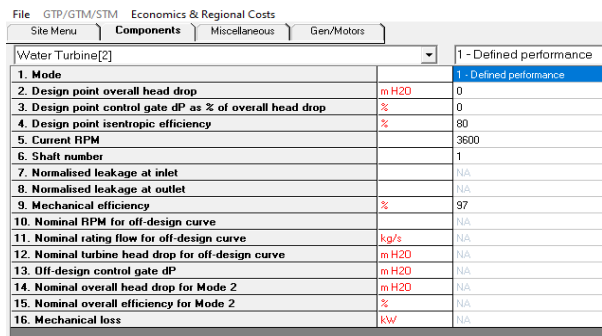 File GTP/GTM/STM Economics & Regional Costs
Site Menu Components Miscellaneous Gen/Motors
Water Turbine[2] 1 - Defined performance
1. Mode 1 - Defined performance
2. Design point overall head drop m H2O 0
3. Design point control gate dP as % of overall head drop % 0
4. Design point isentropic efficiency % 80
5. Current RPM 3600
6. Shaft number 1
7. Normalised leakage at inlet NA
8. Normalised leakage at outlet NA
9. Mechanical efficiency % 97
10. Nominal RPM for off-design curve NA
11. Nominal rating flow for off-design curve kg/s NA
12. Nominal turbine head drop for off-design curve m H2O NA
13. Off-design control gate dP m H2O NA
14. Nominal overall head drop for Mode 2 m H2O NA
15. Nominal overall efficiency for Mode 2 % NA
16. Mechanical loss kW NA